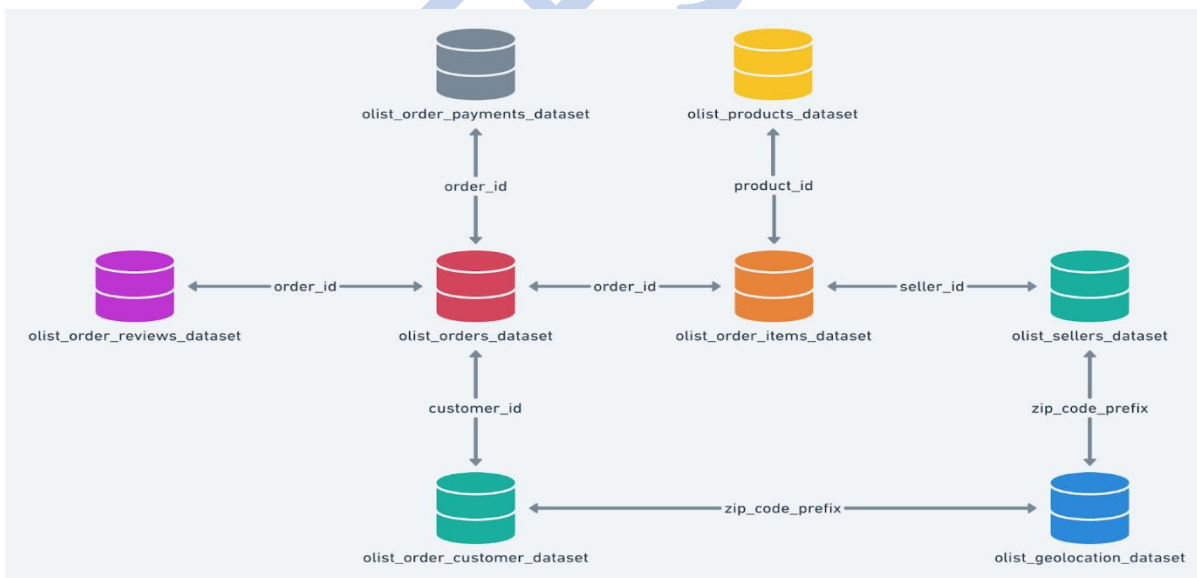 olist_order_payments_dataset
olist_products_dataset
order_id
product_id
order_id
order_id
seller_id
olist_order_reviews_dataset
olist_orders_dataset
olist_order_items_dataset
olist_sellers_dataset
customer_id
zip_code_prefix
zip_code_prefix
olist_order_customer_dataset
olist_geolocation_dataset